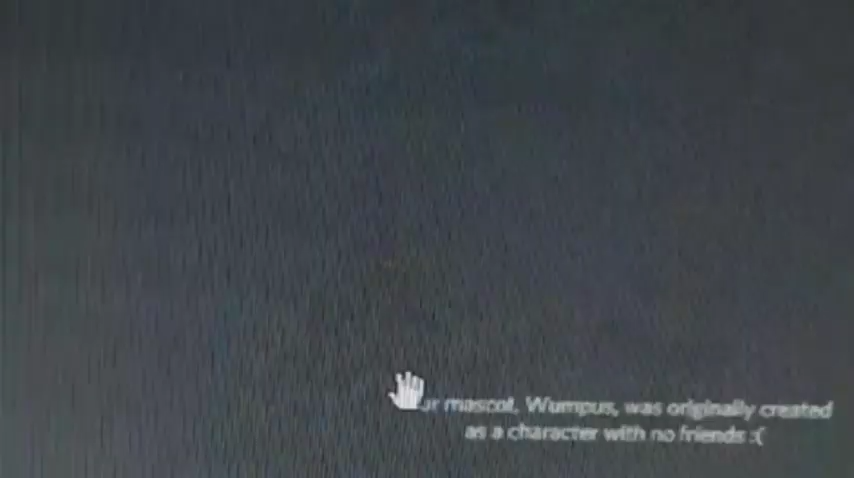 ur mascot, Wumpus, was originally created
as a character with no friends :(